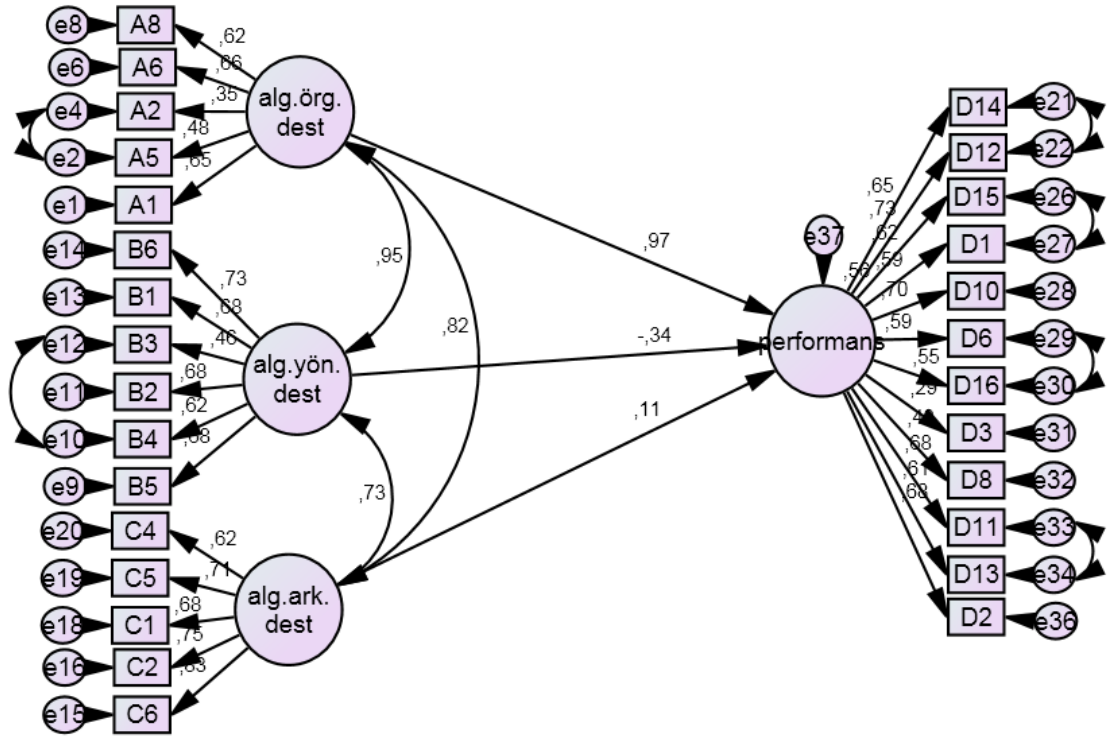 e8 A8
e6 A6
e4 A2
e2 A5
e1 A1
e14 B6
e13 B1
e12 B3
e11 B2
e10 B4
e9 B5
e20 C4
e19 C5
e18 C1
e16 C2
e15 C6
,62
,66
,35
,48
,65
alg.örg.
dest
,73
,68
,46
,68
,62
,68
alg.yön.
dest
,62
,71
,68
,75
,63
alg.ark.
dest
,95
,82
,73
,97
-,34
,11
e37
performans
,65
,73
,62
,59
,70
,59
,55
,29
,68
,61
,68
D14 e21
D12 e22
D15 e26
D1 e27
D10 e28
D6 e29
D16 e30
D3 e31
D8 e32
D11 e33
D13 e34
D2 e36